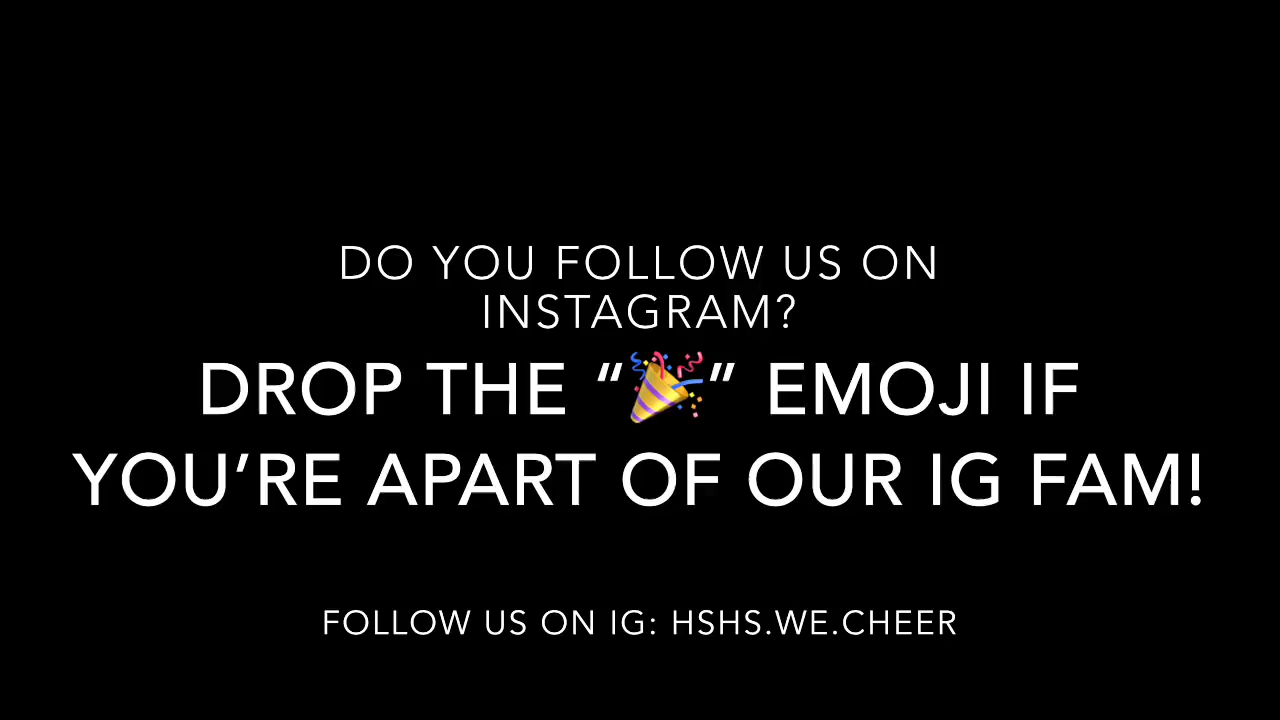 DO YOU FOLLOW US ON
INSTAGRAM?
DROP THE “🎉” EMOJI IF
YOU’RE APART OF OUR IG FAM!
FOLLOW US ON IG: HSHS.WE.CHEER